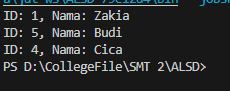 ID: 1, Nama: Zakia
ID: 5, Nama: Budi
ID: 4, Nama: Cica
PS D:\CollegeFile\SMT 2\ALSD>